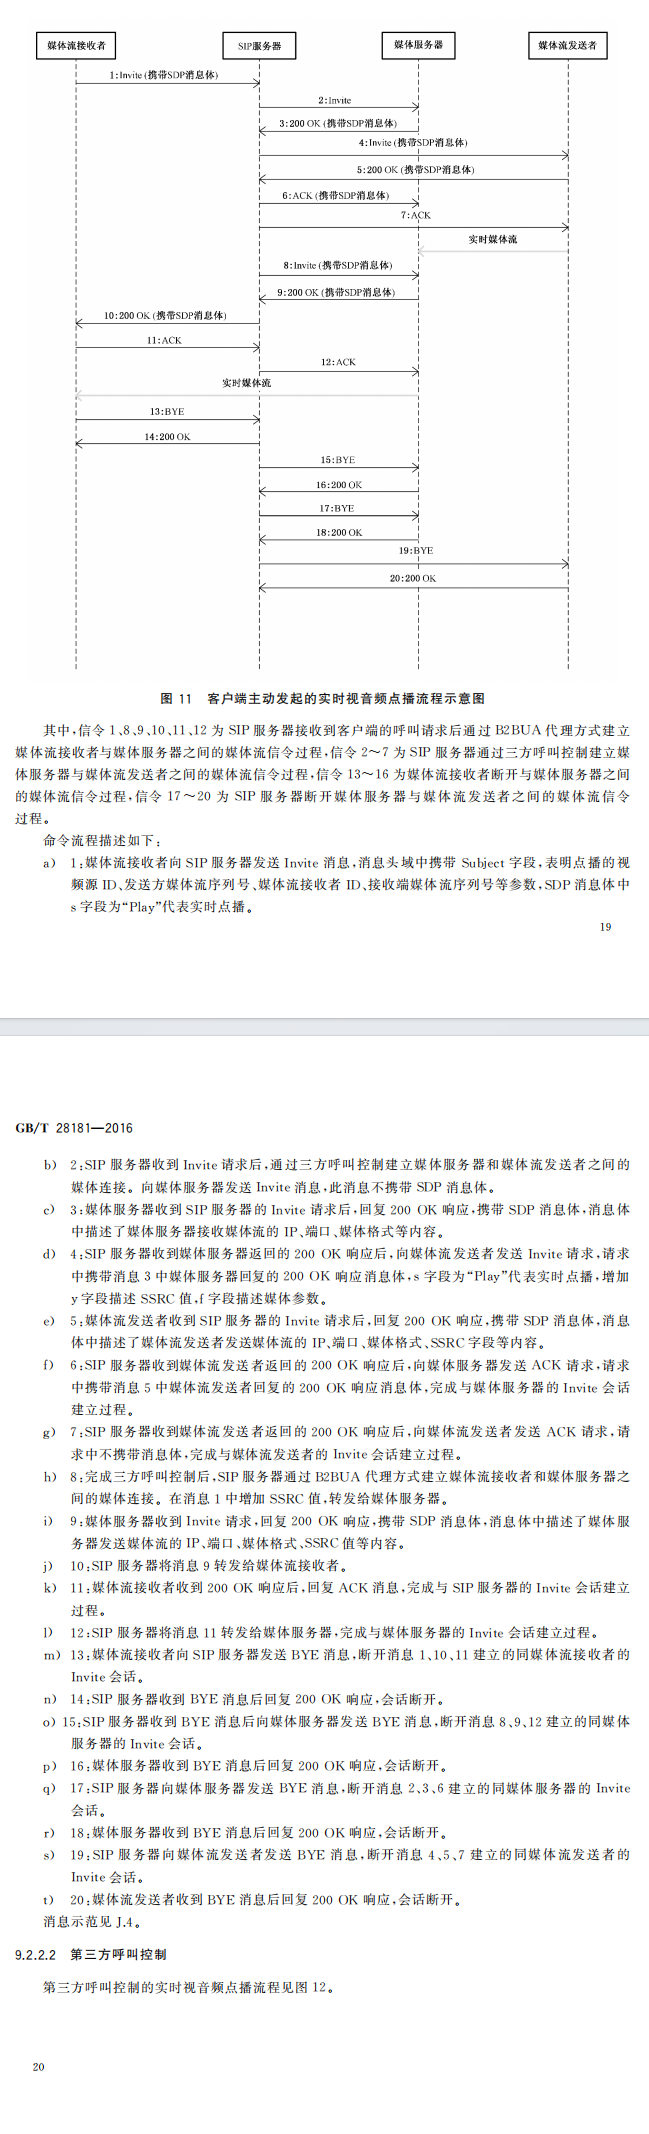 媒体流接收者
SIP服务器
媒体服务器
媒体流发送者
1:Invite(携带SDP消息体)
2:Invite
3:200 OK(携带SDP消息体)
4:Invite(携带SDP消息体)
5:200 OK(携带SDP消息体)
6:ACK(携带SDP消息体)
7:ACK
实时媒体流
8:Invite(携带SDP消息体)
9:200 OK(携带SDP消息体)
10:200 OK(携带SDP消息体)
11:ACK
12:ACK
实时媒体流
13:BYE
14:200 OK
15:BYE
16:200 OK
17:BYE
18:200 OK
19:BYE
20:200 OK
图 11 客户端主动发起的实时视音频点播流程示意图
其中,信令 1、8、9、10、11、12 为 SIP 服务器接收到客户端的呼叫请求后通过 B2BUA 代理方式建立
媒体流接收者与媒体服务器之间的媒体流信令过程,信令 2～7 为 SIP 服务器通过三方呼叫控制建立媒
体服务器与媒体流发送者之间的媒体流信令过程,信令 13～16 为媒体流接收者断开与媒体服务器之间
的媒体流信令过程,信令 17～20 为 SIP 服务器断开媒体服务器与媒体流发送者之间的媒体流信令
过程。
命令流程描述如下:
a) 1:媒体流接收者向 SIP 服务器发送 Invite 消息,消息头域中携带 Subject 字段,表明点播的视
频源 ID、发送方媒体流序列号、媒体流接收者 ID、接收端媒体流序列号等参数,SDP 消息体中
s 字段为“Play”代表实时点播。
19
GB/T 28181—2016
b) 2:SIP 服务器收到 Invite 请求后,通过三方呼叫控制建立媒体服务器和媒体流发送者之间的
媒体连接。向媒体服务器发送 Invite 消息,此消息不携带 SDP 消息体。
c) 3:媒体服务器收到 SIP 服务器的 Invite 请求后,回复 200 OK 响应,携带 SDP 消息体,消息体
中描述了媒体服务器接收媒体流的 IP、端口、媒体格式等内容。
d) 4:SIP 服务器收到媒体服务器返回的 200 OK 响应后,向媒体流发送者发送 Invite 请求,请求
中携带消息 3 中媒体服务器回复的 200 OK 响应消息体,s 字段为“Play”代表实时点播,增加
y 字段描述 SSRC 值,f 字段描述媒体参数。
e) 5:媒体流发送者收到 SIP 服务器的 Invite 请求后,回复 200 OK 响应,携带 SDP 消息体,消息
体中描述了媒体流发送者发送媒体流的 IP、端口、媒体格式、SSRC 字段等内容。
f) 6:SIP 服务器收到媒体流发送者返回的 200 OK 响应后,向媒体服务器发送 ACK 请求,请求
中携带消息 5 中媒体流发送者回复的 200 OK 响应消息体,完成与媒体服务器的 Invite 会话
建立过程。
g) 7:SIP 服务器收到媒体流发送者返回的 200 OK 响应后,向媒体流发送者发送 ACK 请求,请
求中不携带消息体,完成与媒体流发送者的 Invite 会话建立过程。
h) 8:完成三方呼叫控制后,SIP 服务器通过 B2BUA 代理方式建立媒体流接收者和媒体服务器之
间的媒体连接。在消息 1 中增加 SSRC 值,转发给媒体服务器。
i) 9:媒体服务器收到 Invite 请求,回复 200 OK 响应,携带 SDP 消息体,消息体中描述了媒体服
务器发送媒体流的 IP、端口、媒体格式、SSRC 值等内容。
j) 10:SIP 服务器将消息 9 转发给媒体流接收者。
k) 11:媒体流接收者收到 200 OK 响应后,回复 ACK 消息,完成与 SIP 服务器的 Invite 会话建立
过程。
l) 12:SIP 服务器将消息 11 转发给媒体服务器,完成与媒体服务器的 Invite 会话建立过程。
m) 13:媒体流接收者向 SIP 服务器发送 BYE 消息,断开消息 1、10、11 建立的同媒体流接收者的
Invite 会话。
n) 14:SIP 服务器收到 BYE 消息后回复 200 OK 响应,会话断开。
o) 15:SIP 服务器收到 BYE 消息后向媒体服务器发送 BYE 消息,断开消息 8、9、12 建立的同媒体
服务器的 Invite 会话。
p) 16:媒体服务器收到 BYE 消息后回复 200 OK 响应,会话断开。
q) 17:SIP 服务器向媒体服务器发送 BYE 消息,断开消息 2、3、6 建立的同媒体服务器的 Invite
会话。
r) 18:媒体服务器收到 BYE 消息后回复 200 OK 响应,会话断开。
s) 19:SIP 服务器向媒体流发送者发送 BYE 消息,断开消息 4、5、7 建立的同媒体流发送者的
Invite 会话。
t) 20:媒体流发送者收到 BYE 消息后回复 200 OK 响应,会话断开。
消息示范见 J.4。
9.2.2.2 第三方呼叫控制
第三方呼叫控制的实时视音频点播流程见图 12。
20